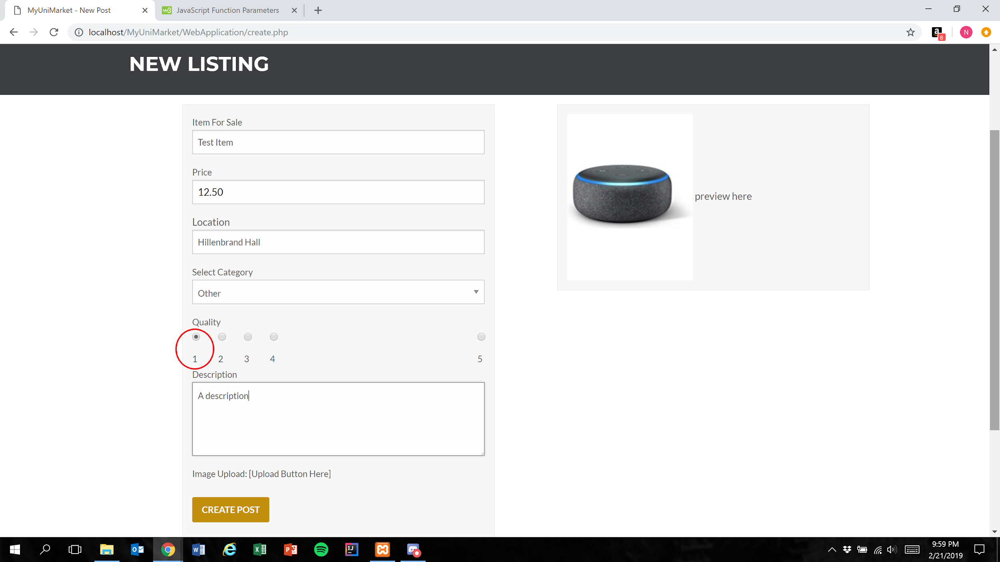 MyUniMarket - New Post
JavaScript Function Parameters
localhost/MyUniMarket/WebApplication/create.php
8
N
NEW LISTING
Item For Sale
Test Item
Price
12.50
Location
Hillenbrand Hall
Select Category
Other
Quality
1 2 3 4 5
Description
A description
Image Upload: [Upload Button Here]
CREATE POST
preview here
9:59 PM
2/21/2019